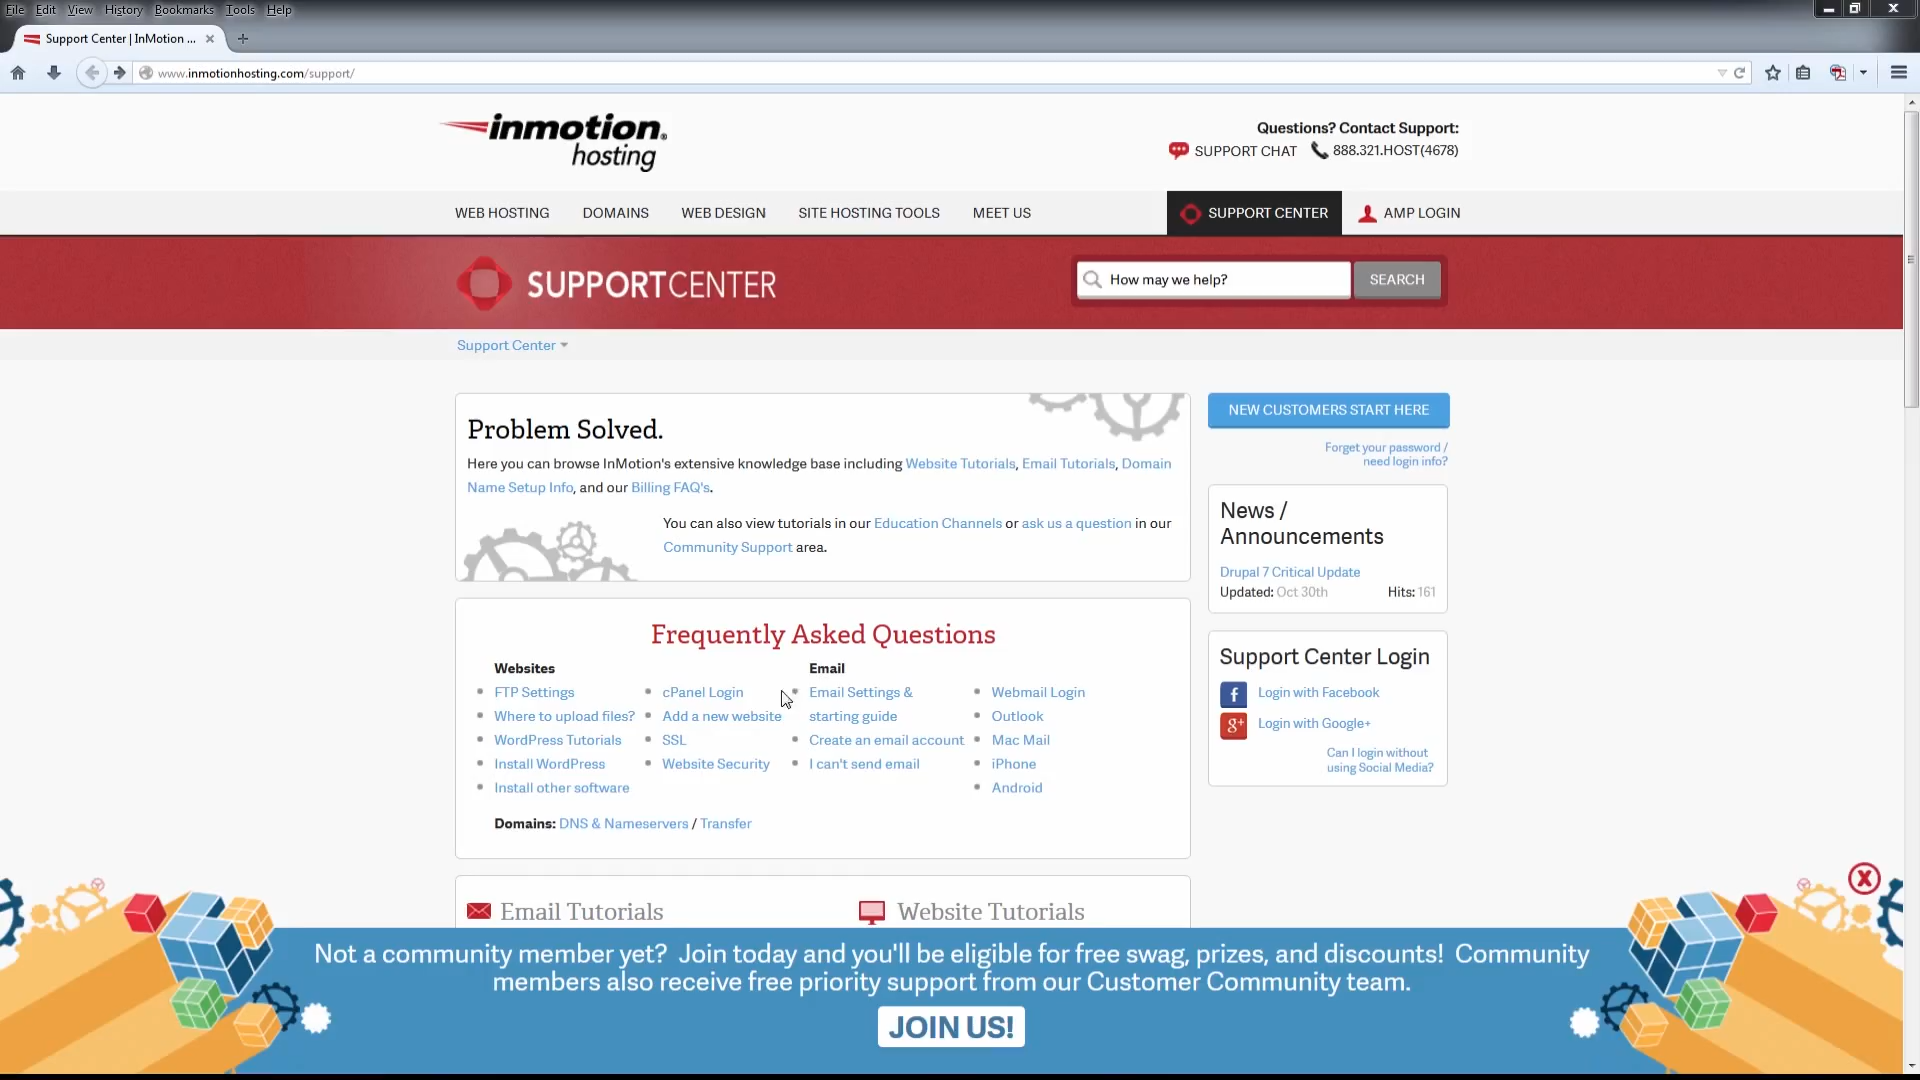 File Edit View History Bookmarks Tools Help
Support Center | InMotion ...
www.inmotionhosting.com/support/
inmotion®
hosting
Questions? Contact Support:
SUPPORT CHAT 888.321.HOST(4678)
WEB HOSTING DOMAINS WEB DESIGN SITE HOSTING TOOLS MEET US SUPPORT CENTER AMP LOGIN
SUPPORTCENTER
How may we help? SEARCH
Support Center
Problem Solved.
Here you can browse InMotion's extensive knowledge base including Website Tutorials, Email Tutorials, Domain
Name Setup Info, and our Billing FAQ's.
You can also view tutorials in our Education Channels or ask us a question in our
Community Support area.
NEW CUSTOMERS START HERE
Forget your password /
need login info?
News /
Announcements
Drupal 7 Critical Update
Updated: Oct 30th Hits: 161
Frequently Asked Questions
Websites
FTP Settings
Where to upload files?
WordPress Tutorials
Install WordPress
Install other software
cPanel Login
Add a new website
SSL
Website Security
Email
Email Settings &
starting guide
Create an email account
I can't send email
Webmail Login
Outlook
Mac Mail
iPhone
Android
Domains: DNS & Nameservers / Transfer
Support Center Login
f Login with Facebook
g+ Login with Google+
Can I login without
using Social Media?
Email Tutorials
Website Tutorials
X
Not a community member yet? Join today and you'll be eligible for free swag, prizes, and discounts! Community
members also receive free priority support from our Customer Community team.
JOIN US!